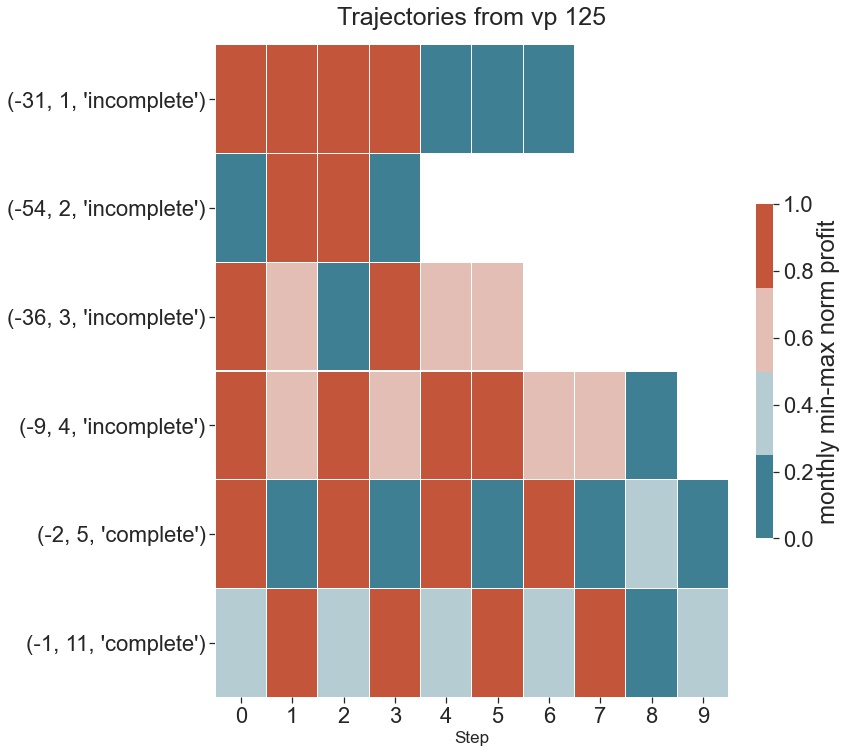 Trajectories from vp 125
(-31, 1, 'incomplete')
(-54, 2, 'incomplete')
(-36, 3, 'incomplete')
(-9, 4, 'incomplete')
(-2, 5, 'complete')
(-1, 11, 'complete')
0 1 2 3 4 5 6 7 8 9
Step
1.0
0.8
0.6
0.4
0.2
0.0
monthly min-max norm profit